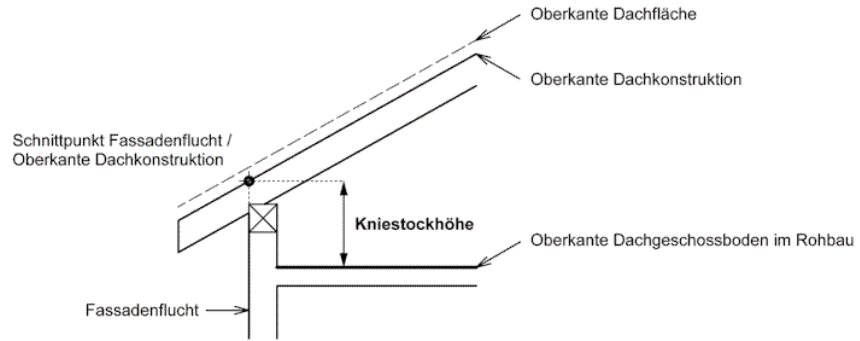 Oberkante Dachfläche
Oberkante Dachkonstruktion
Schnittpunkt Fassadenflucht /
Oberkante Dachkonstruktion
Kniestockhöhe
Oberkante Dachgeschossboden im Rohbau
Fassadenflucht